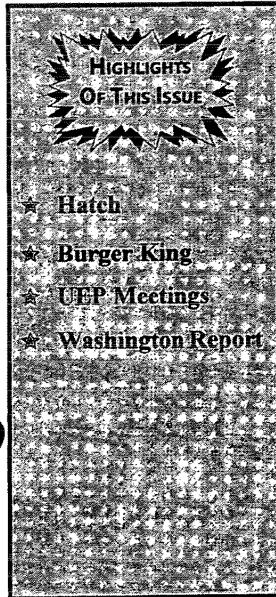 HIGHLIGHTS
OF THIS ISSUE
☆ Hatch
☆ Burger King
☆ UEP Meetings
☆ Washington Report